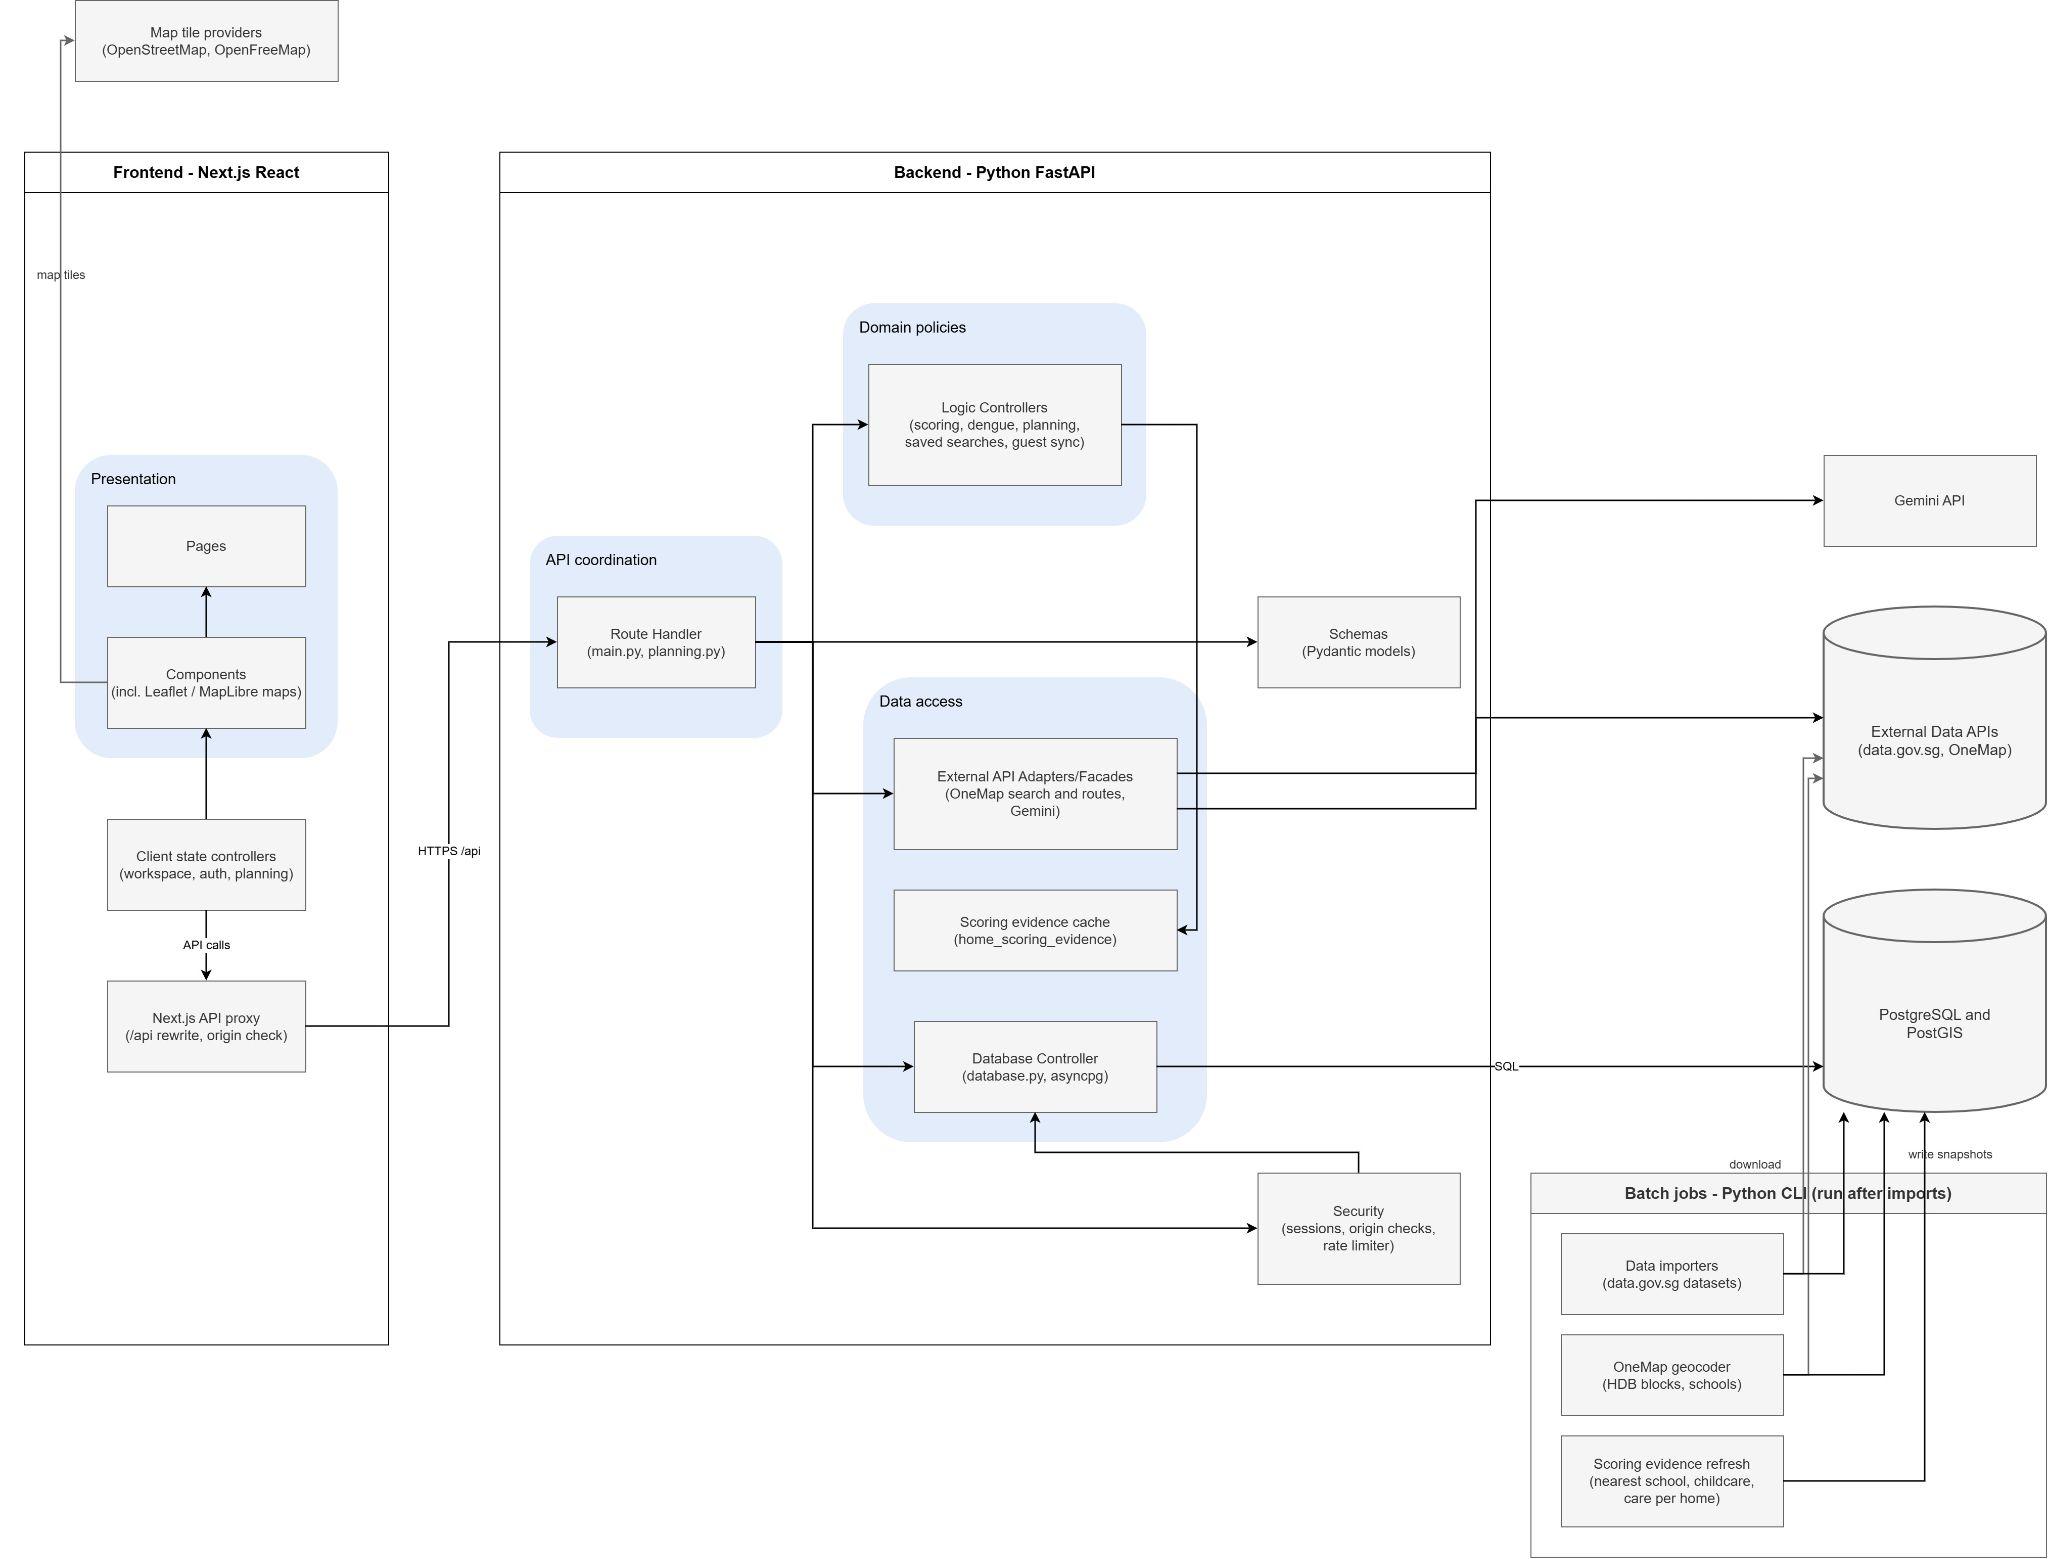 Map tile providers
(OpenStreetMap, OpenFreeMap)
Frontend - Next.js React
map tiles
Presentation
Pages
Components
(incl. Leaflet / MapLibre maps)
Client state controllers
(workspace, auth, planning)
API calls
Next.js API proxy
(/api rewrite, origin check)
HTTPS /api
Backend - Python FastAPI
Domain policies
Logic Controllers
(scoring, dengue, planning,
saved searches, guest sync)
API coordination
Route Handler
(main.py, planning.py)
Schemas
(Pydantic models)
Data access
External API Adapters/Facades
(OneMap search and routes,
Gemini)
Scoring evidence cache
(home_scoring_evidence)
Database Controller
(database.py, asyncpg)
Security
(sessions, origin checks,
rate limiter)
SQL
Gemini API
External Data APIs
(data.gov.sg, OneMap)
PostgreSQL and
PostGIS
write snapshots
download
Batch jobs - Python CLI (run after imports)
Data importers
(data.gov.sg datasets)
OneMap geocoder
(HDB blocks, schools)
Scoring evidence refresh
(nearest school, childcare,
care per home)